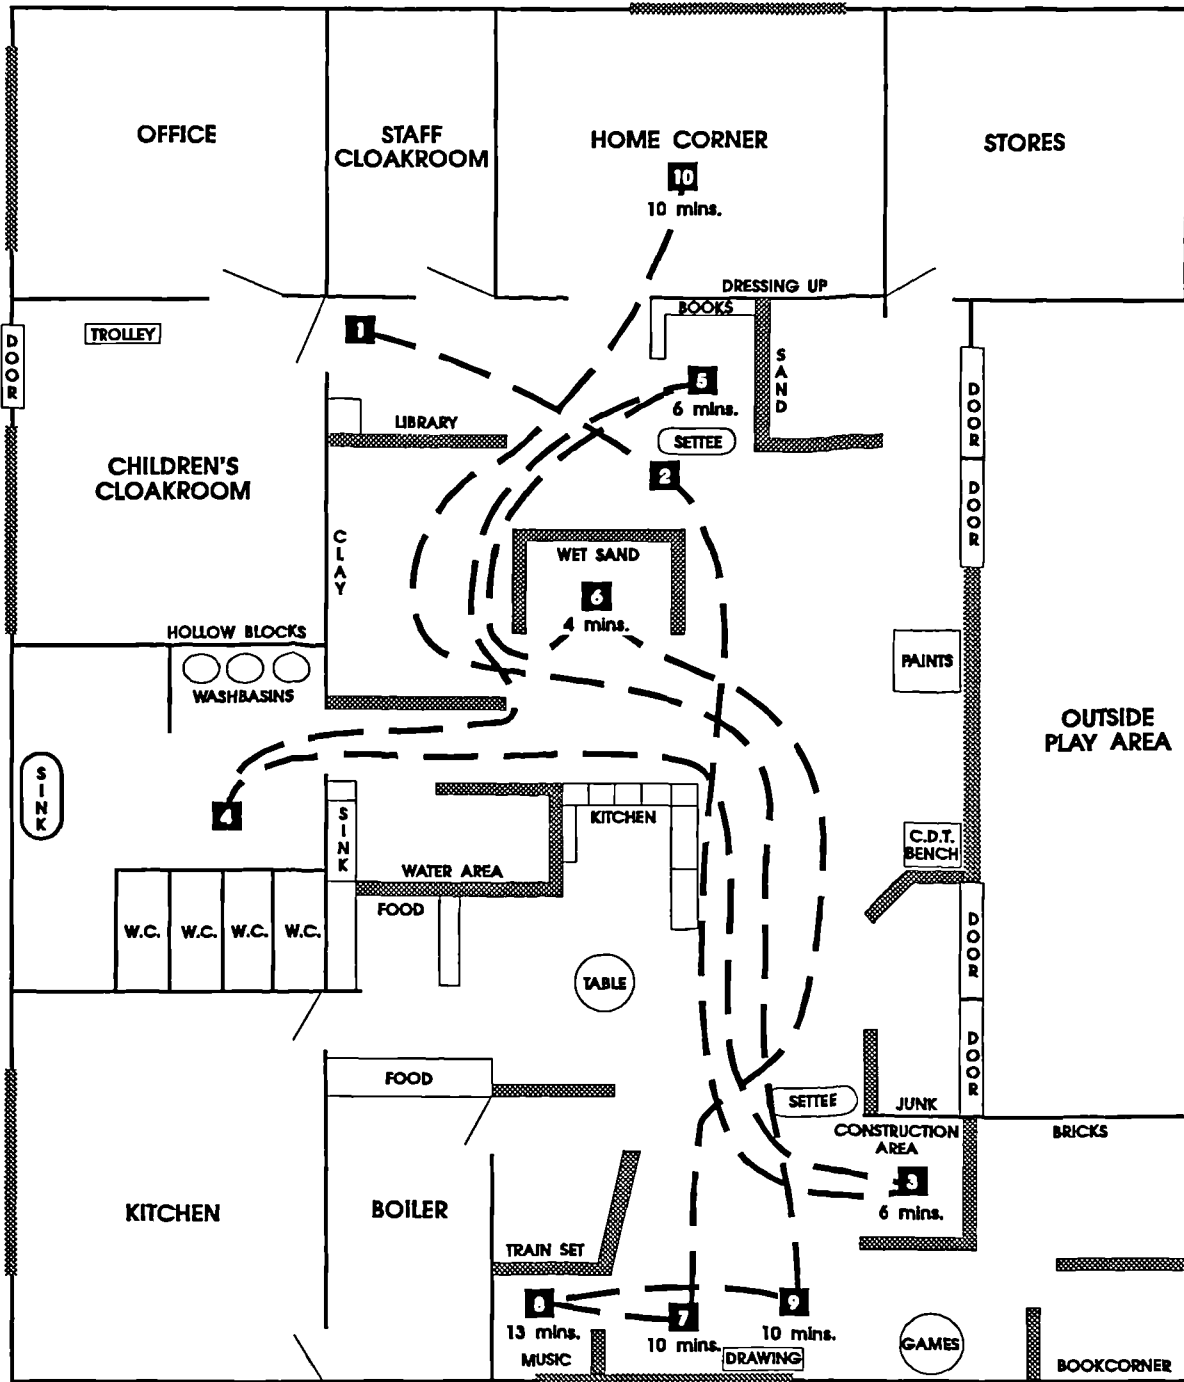 OFFICE
STAFF
CLOAKROOM
HOME CORNER
10
10 mins.
STORES
DRESSING UP
BOOKS
TROLLEY
1
DOOR
SAND
5
6 mins.
DOOR
LIBRARY
SETTEE
2
CHILDREN'S
CLOAKROOM
DOOR
CLAY
WET SAND
6
4 mins.
HOLLOW BLOCKS
WASHBASINS
PAINTS
OUTSIDE
PLAY AREA
SINK
4
SINK
KITCHEN
C.D.T.
BENCH
WATER AREA
FOOD
W.C. W.C. W.C. W.C.
DOOR
TABLE
DOOR
FOOD
SETTEE
JUNK
CONSTRUCTION
AREA
BRICKS
3
6 mins.
KITCHEN
BOILER
TRAIN SET
8
13 mins.
7
10 mins.
9
10 mins.
MUSIC
DRAWING
GAMES
BOOKCORNER